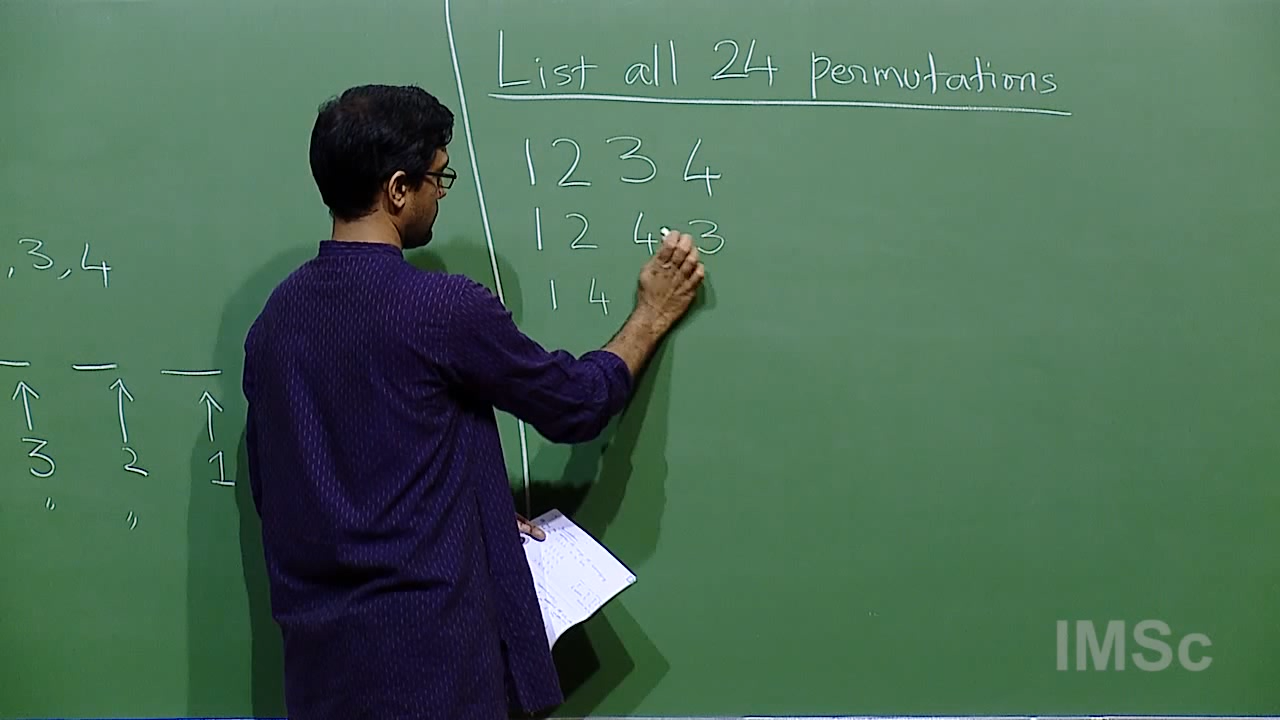 , 3, 4
3 2 1
" "
List all 24 permutations
1 2 3 4
1 2 4 3
1 4
IMSc